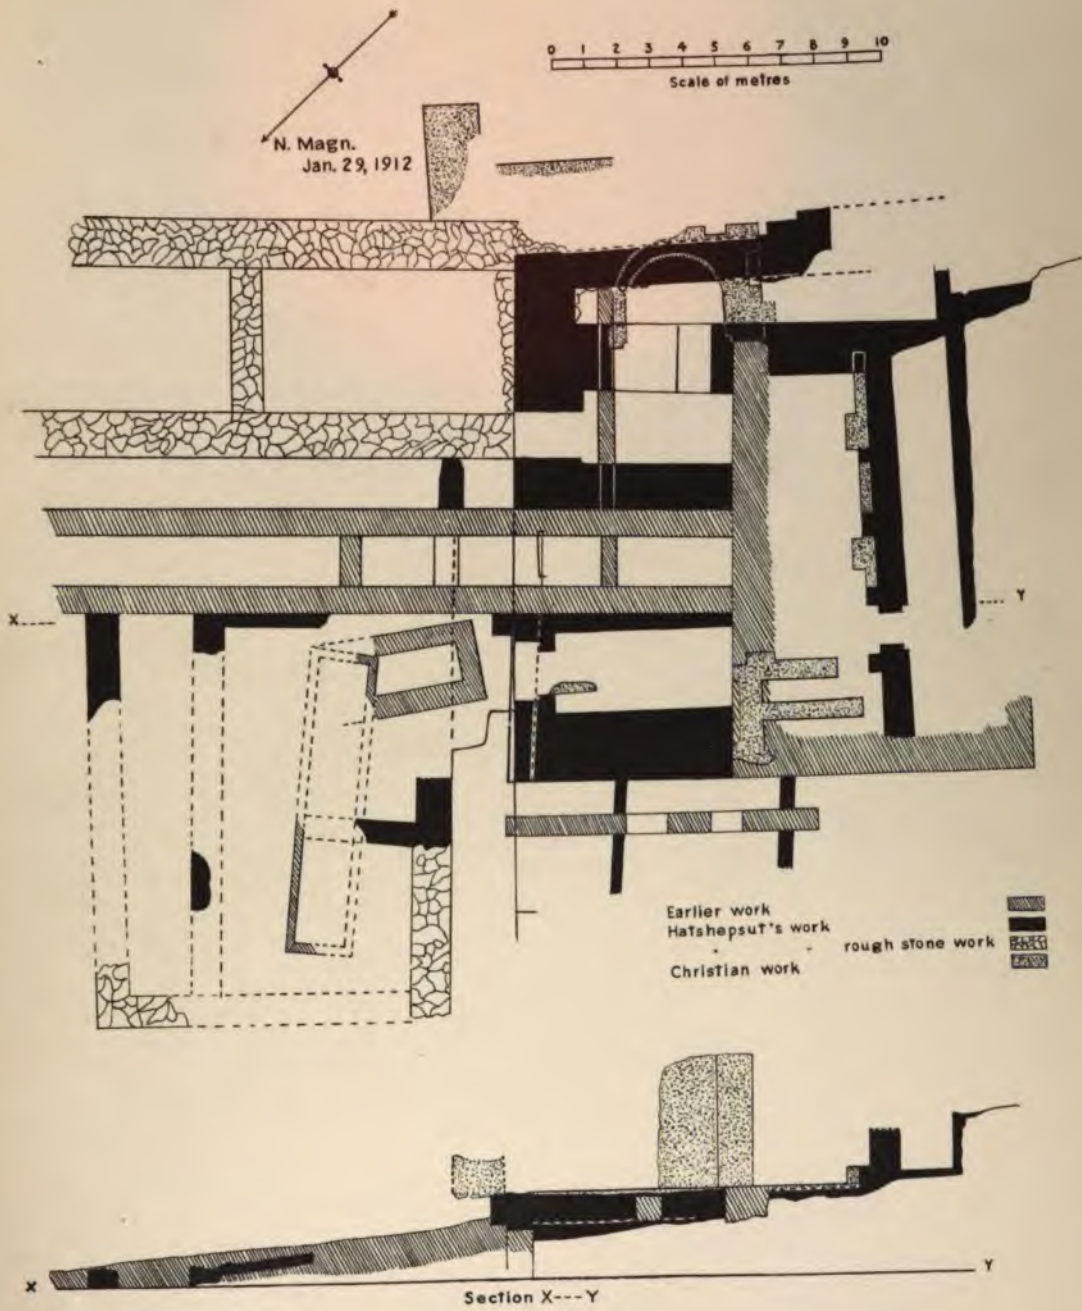 0 1 2 3 4 5 6 7 8 9 10
Scale of metres
N. Magn.
Jan. 29, 1912
X
Y
Earlier work
Hatshepsut's work
" " rough stone work
Christian work
X
Y
Section X---Y